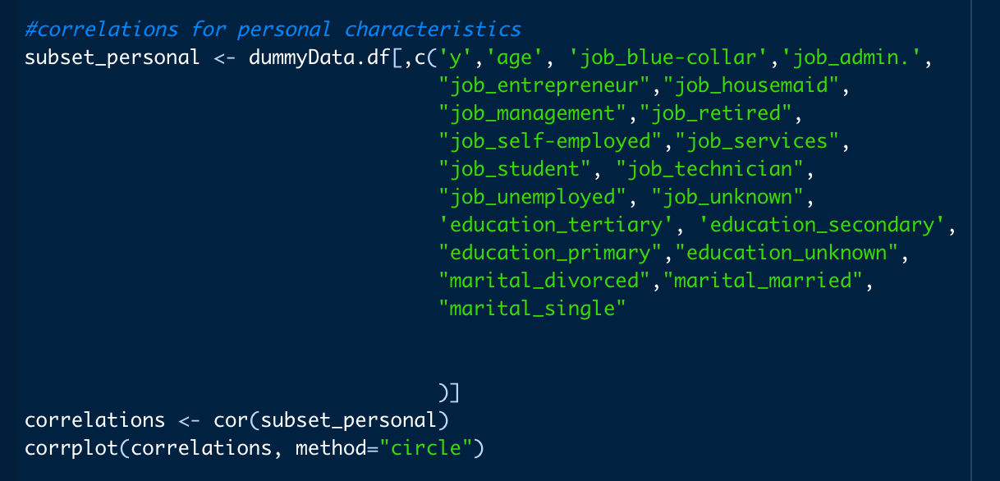 #correlations for personal characteristics
subset_personal <- dummyData.df[,c('y','age', 'job_blue-collar','job_admin.',
"job_entrepreneur","job_housemaid",
"job_management","job_retired",
"job_self-employed","job_services",
"job_student", "job_technician",
"job_unemployed", "job_unknown",
'education_tertiary', 'education_secondary',
"education_primary","education_unknown",
"marital_divorced","marital_married",
"marital_single"
)]
correlations <- cor(subset_personal)
corrplot(correlations, method="circle")